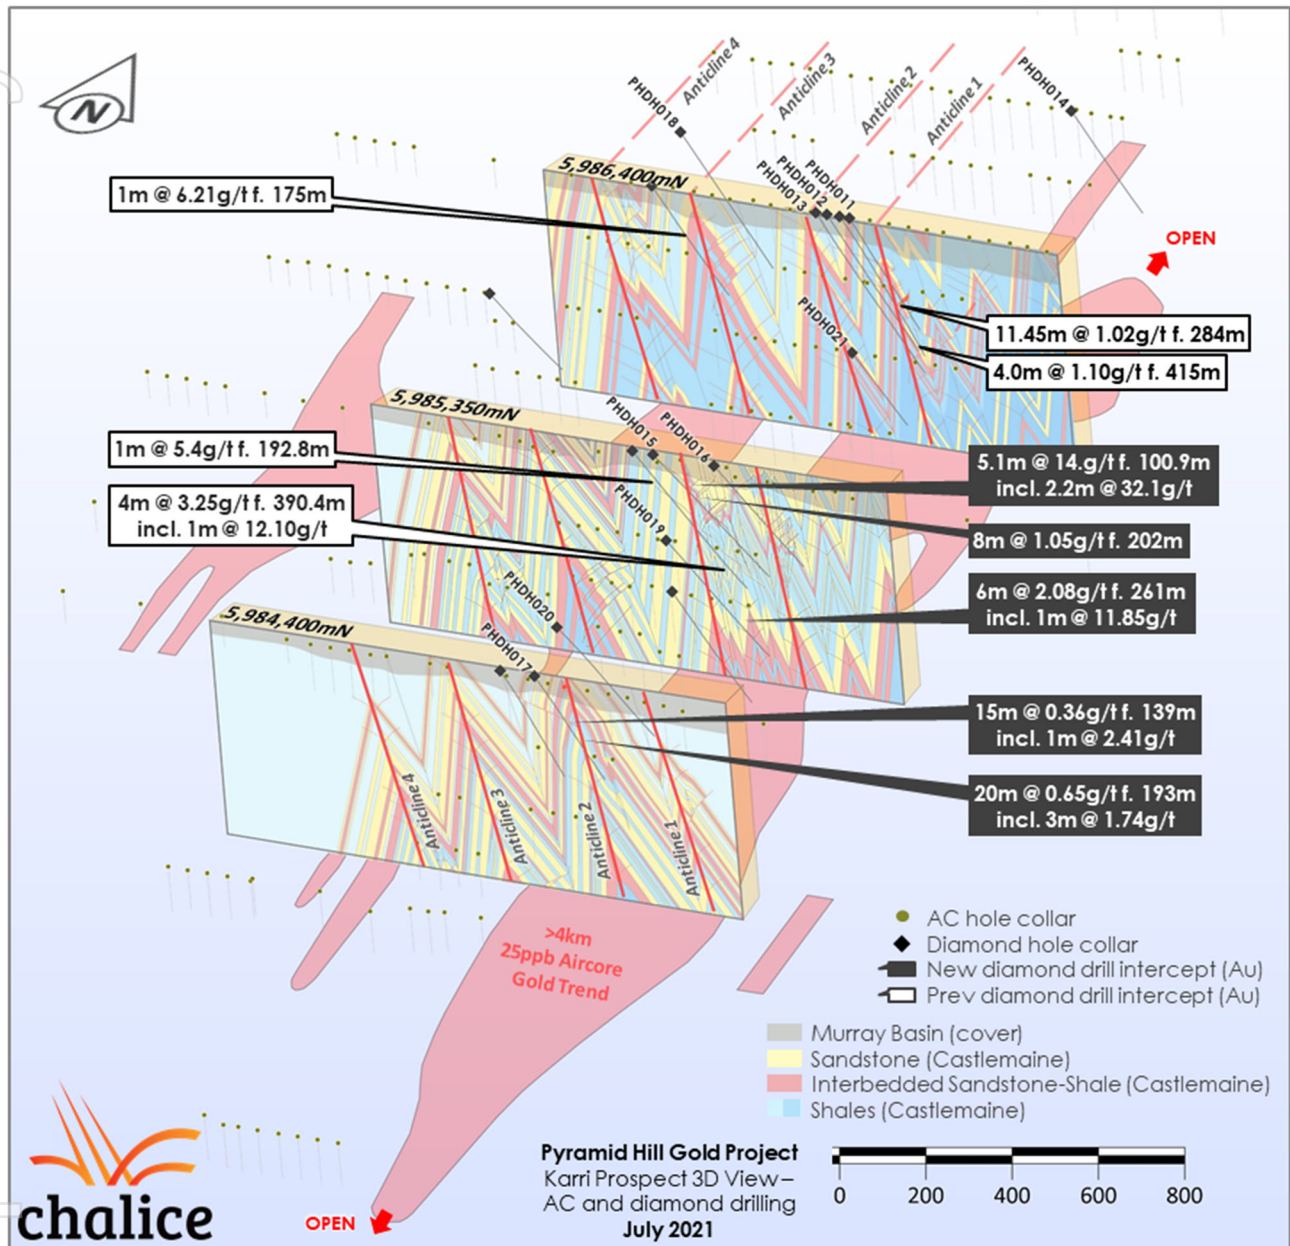 N
Anticline 4
Anticline 3
Anticline 2
Anticline 1
PHDH018
PHDH014
PHDH013
PHDH012
PHDH011
5,986,400mN
1m @ 6.21g/t f. 175m
OPEN
11.45m @ 1.02g/t f. 284m
4.0m @ 1.10g/t f. 415m
PHDH021
5,985,350mN
PHDH015
PHDH016
1m @ 5.4g/t f. 192.8m
4m @ 3.25g/t f. 390.4m
incl. 1m @ 12.10g/t
PHDH019
5.1m @ 14.g/t f. 100.9m
incl. 2.2m @ 32.1g/t
8m @ 1.05g/t f. 202m
6m @ 2.08g/t f. 261m
incl. 1m @ 11.85g/t
PHDH020
PHDH017
5,984,400mN
15m @ 0.36g/t f. 139m
incl. 1m @ 2.41g/t
20m @ 0.65g/t f. 193m
incl. 3m @ 1.74g/t
Anticline 4
Anticline 3
Anticline 2
Anticline 1
>4km
25ppb Aircore
Gold Trend
AC hole collar
Diamond hole collar
New diamond drill intercept (Au)
Prev diamond drill intercept (Au)
Murray Basin (cover)
Sandstone (Castlemaine)
Interbedded Sandstone-Shale (Castlemaine)
Shales (Castlemaine)
chalice
OPEN
Pyramid Hill Gold Project
Karri Prospect 3D View–
AC and diamond drilling
July 2021
0 200 400 600 800